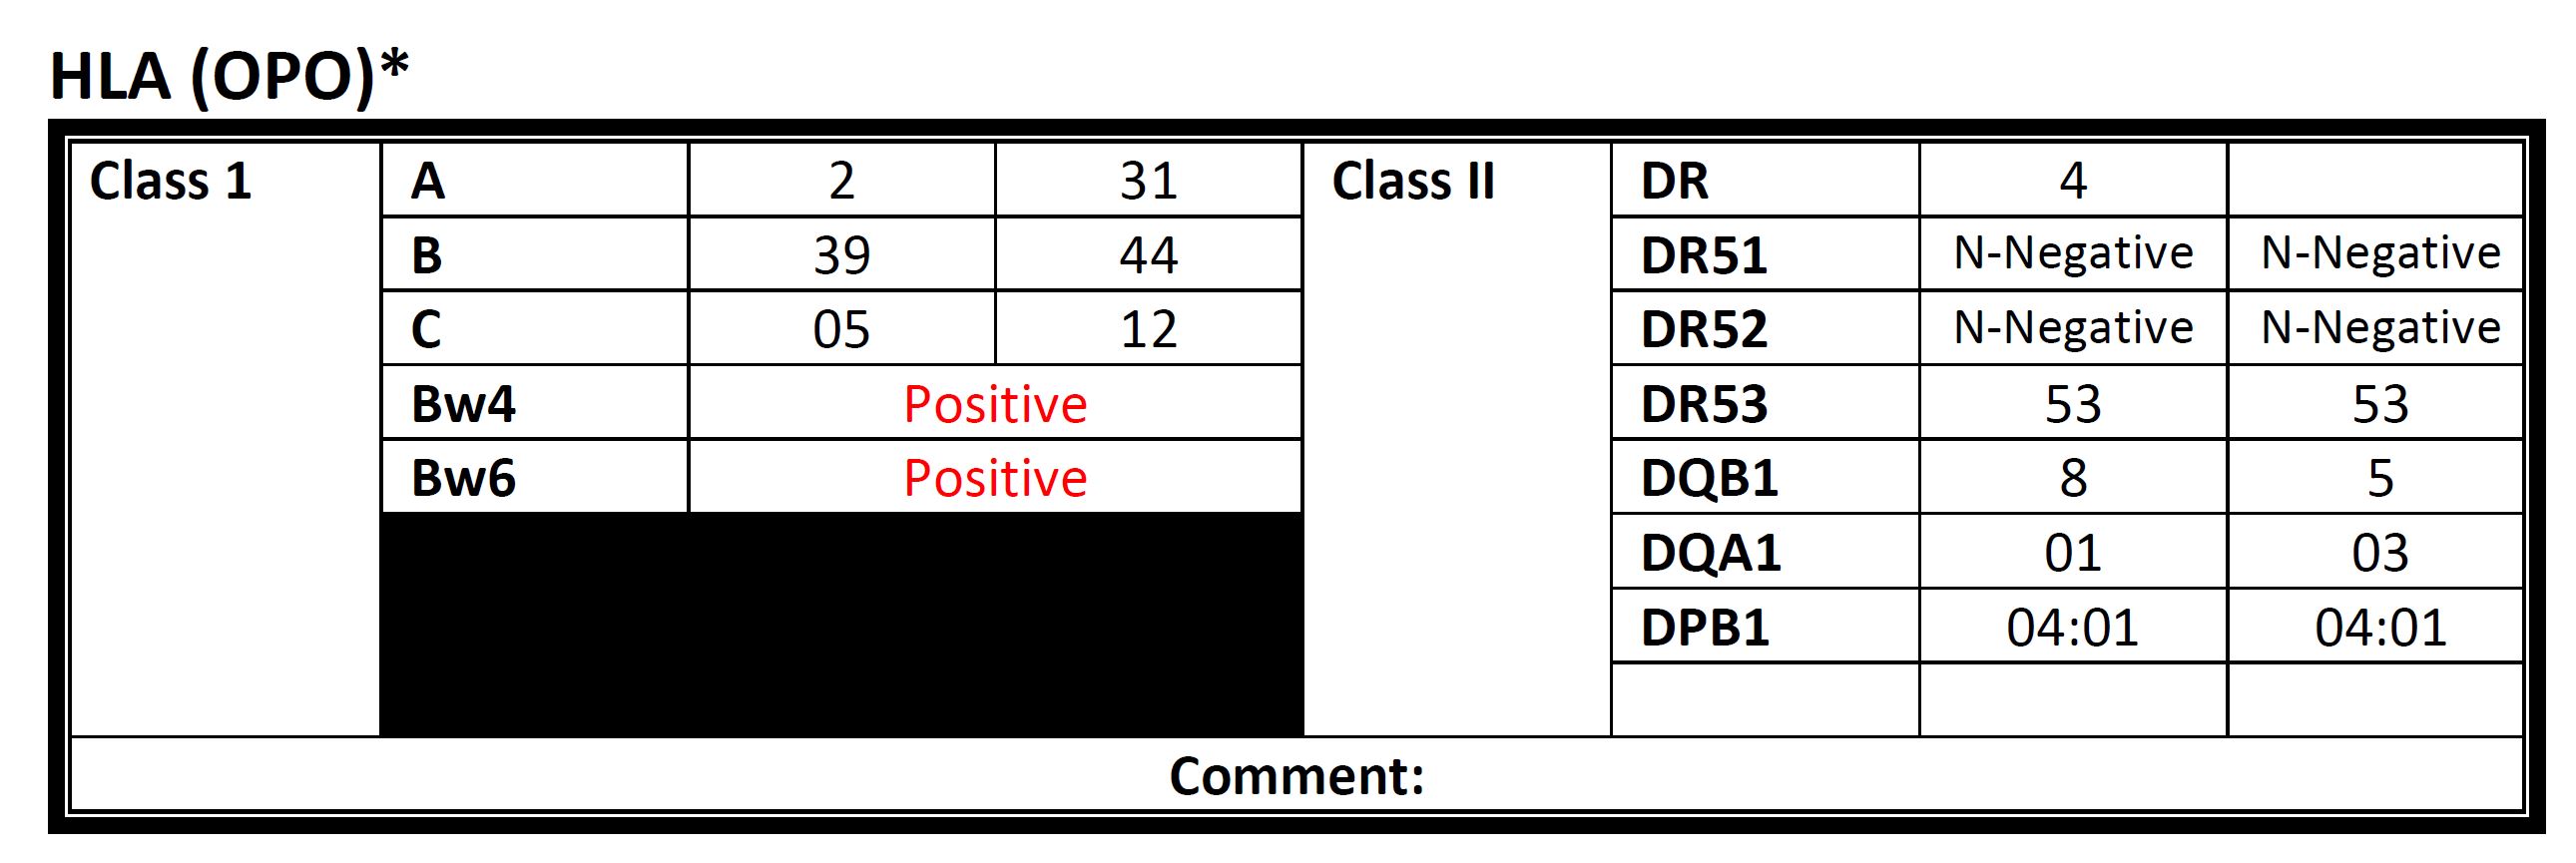 HLA (OPO)*
Class 1 A 2 31 Class II DR 4
B 39 44 DR51 N-Negative N-Negative
C 05 12 DR52 N-Negative N-Negative
Bw4 Positive DR53 53 53
Bw6 Positive DQB1 8 5
DQA1 01 03
DPB1 04:01 04:01
Comment: